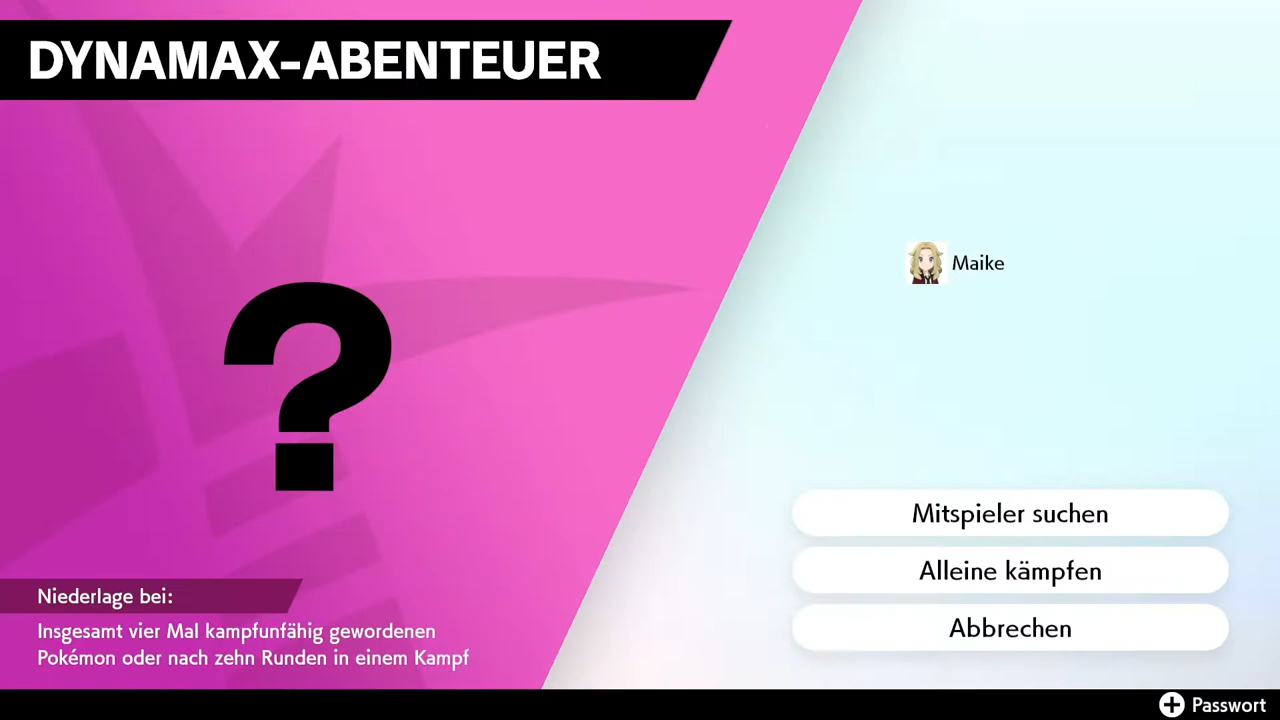 DYNAMAX-ABENTEUER
Maike
Mitspieler suchen
Alleine kämpfen
Abbrechen
Niederlage bei:
Insgesamt vier Mal kampfunfähig gewordenen
Pokémon oder nach zehn Runden in einem Kampf
Passwort